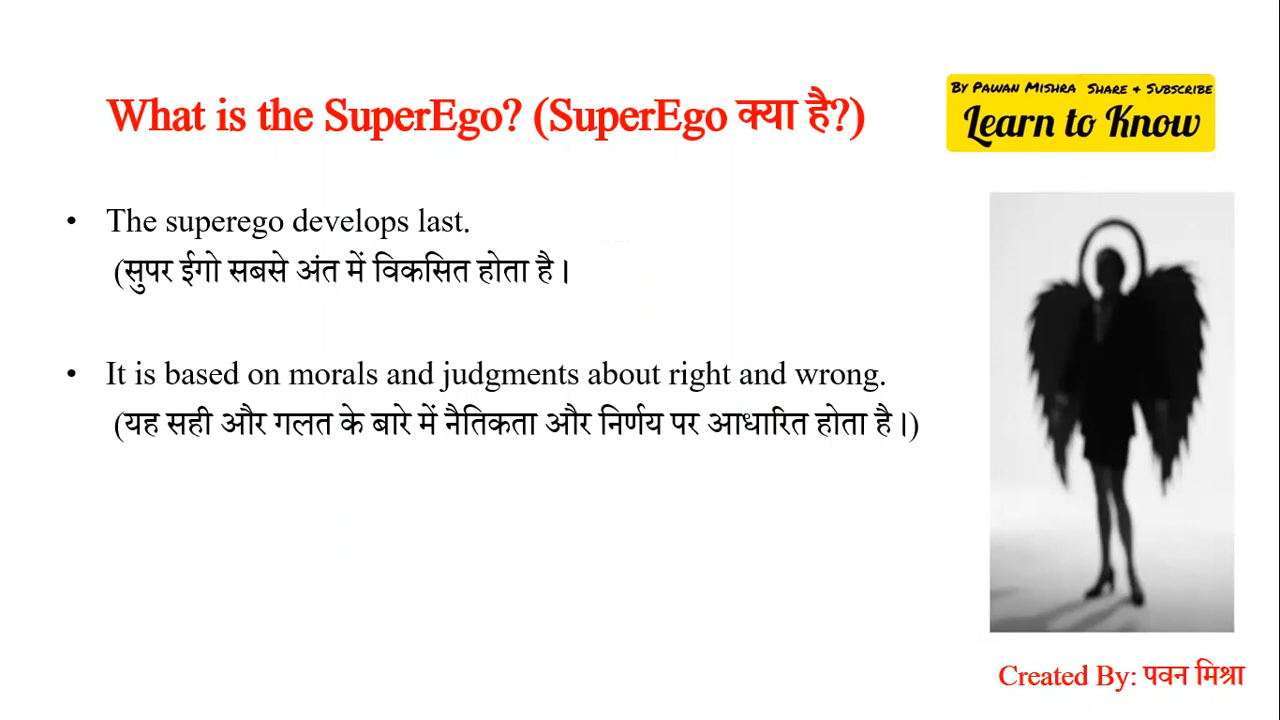 What is the SuperEgo? (SuperEgo क्या है?)
By Pawan Mishra Share & Subscribe
Learn to Know
• The superego develops last.
(सुपर ईगो सबसे अंत में विकसित होता है।
• It is based on morals and judgments about right and wrong.
(यह सही और गलत के बारे में नैतिकता और निर्णय पर आधारित होता है।)
Created By: पवन मिश्रा